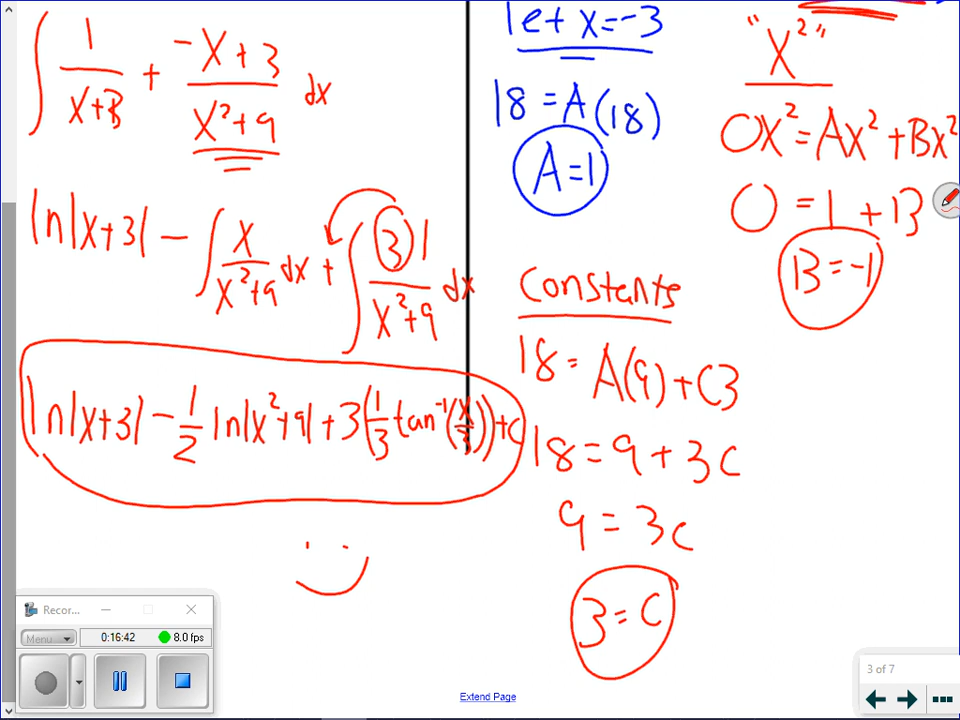 ∫ 1/(x+3) + (-x+3)/(x²+9) dx
ln|x+3| - ∫ x/(x²+9) dx + ∫ (3) 1/(x²+9) dx
ln|x+3| - 1/2 ln|x²+9| + 3(1/3 tan⁻¹(x/3)) + C
let x=-3
18 = A(18)
A=1
"x²"
0x² = Ax² + Bx²
0 = 1 + B
B = -1
Constants
18 = A(9) + C3
18 = 9 + 3C
9 = 3C
3 = C
Recor...
Menu
0:16:42
8.0 fps
Extend Page
3 of 7